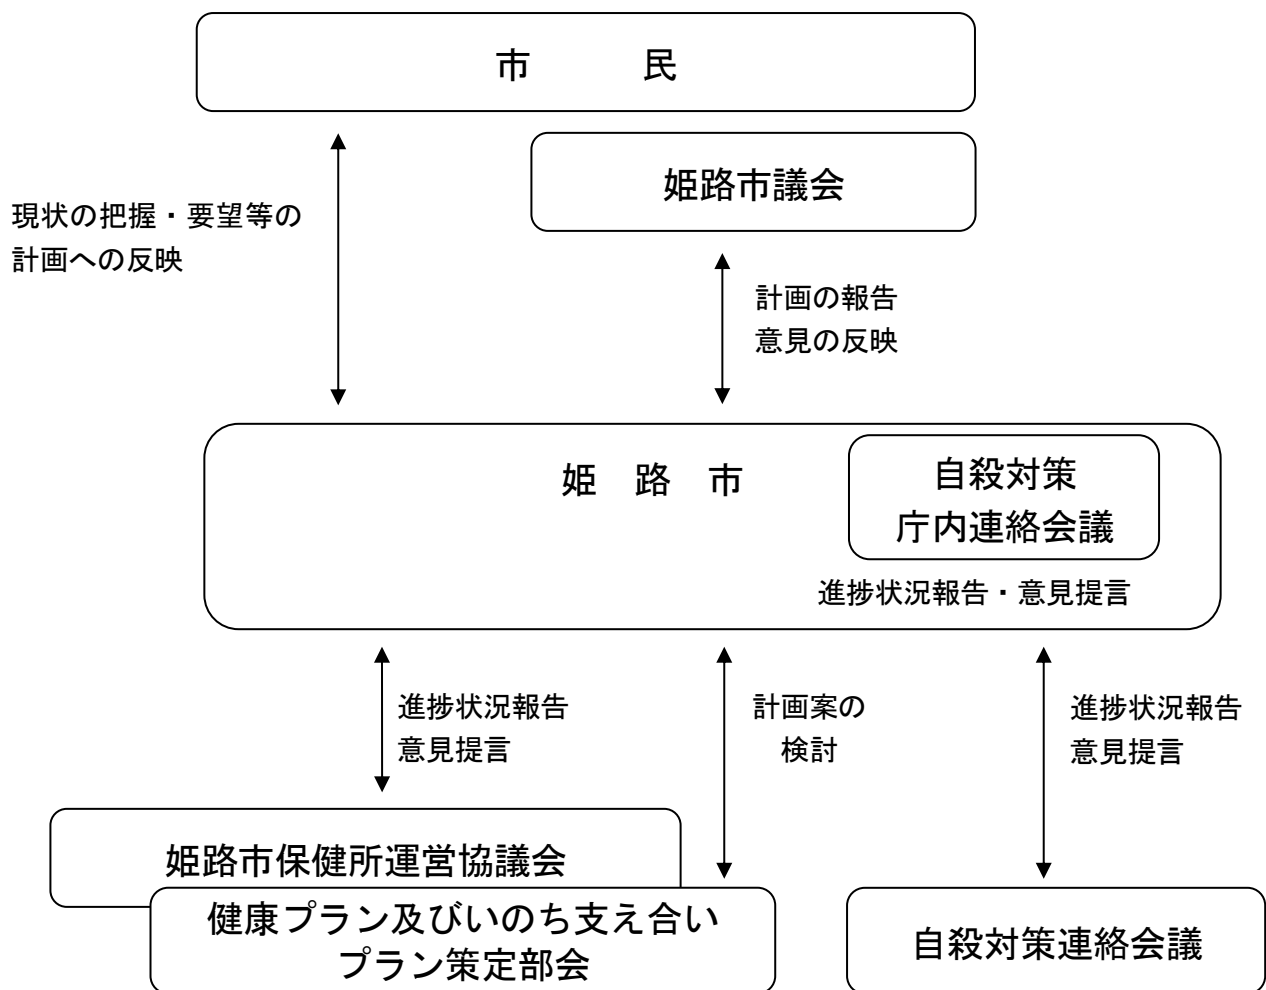 市　民
姫路市議会
現状の把握・要望等の
計画への反映
計画の報告
意見の反映
姫　路　市
自殺対策
庁内連絡会議
進捗状況報告・意見提言
進捗状況報告
意見提言
計画案の
検討
進捗状況報告
意見提言
姫路市保健所運営協議会
健康プラン及びいのち支え合い
プラン策定部会
自殺対策連絡会議